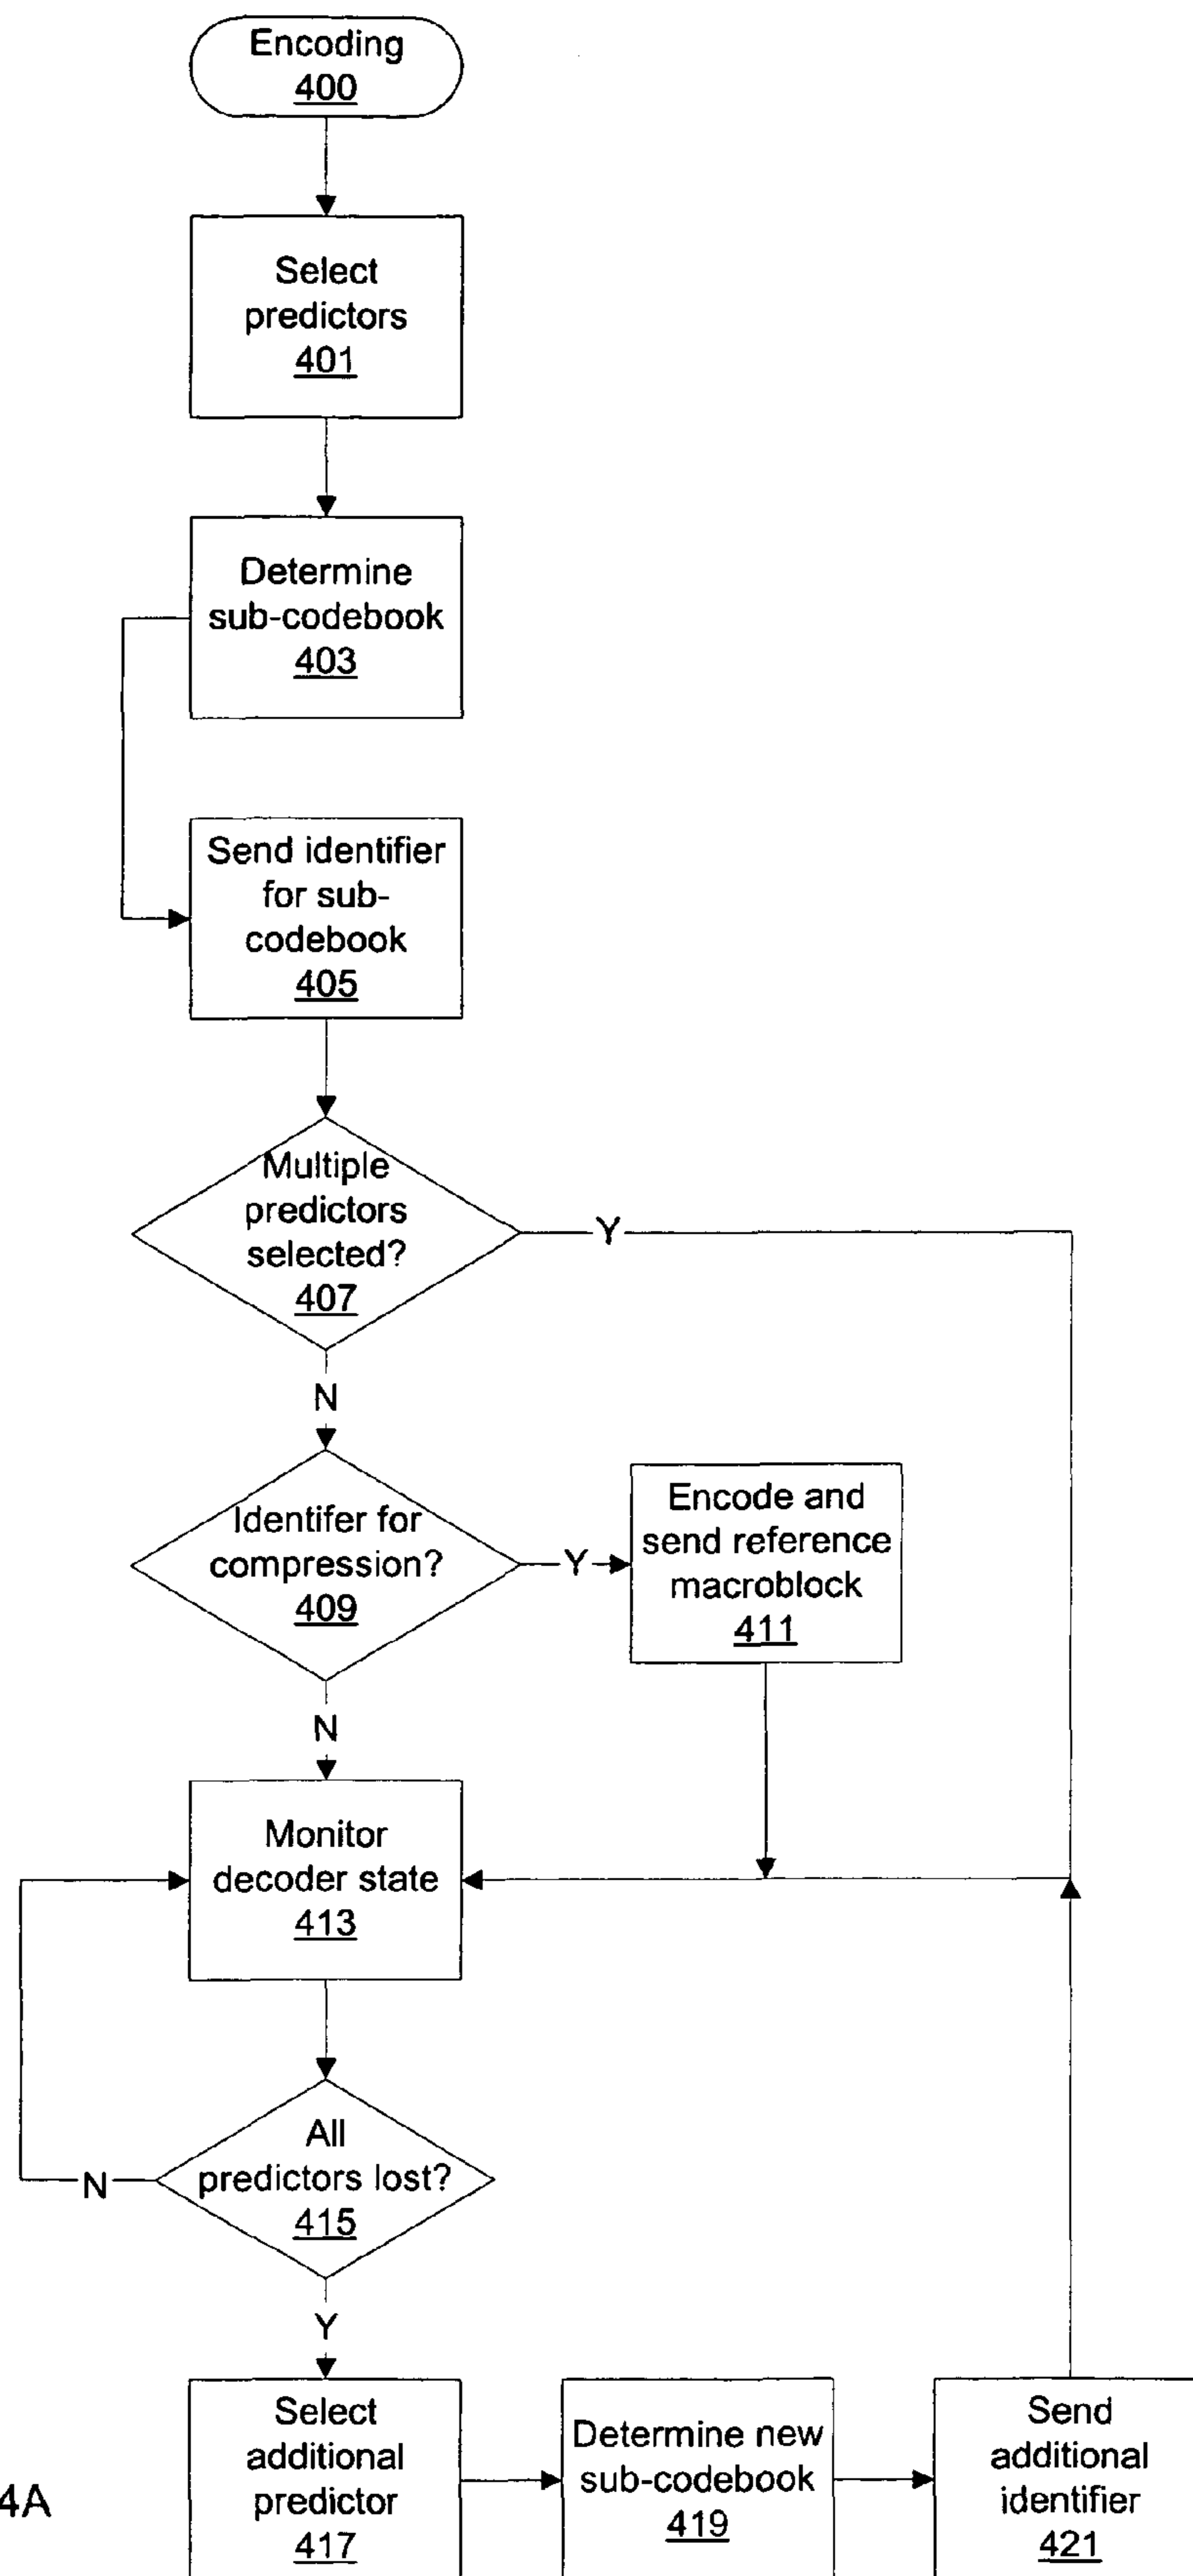 Encoding
400
Select
predictors
401
Determine
sub-codebook
403
Send identifier
for sub-
codebook
405
Multiple
predictors
selected?
407
Y
N
Identifer for
compression?
409
Y
Encode and
send reference
macroblock
411
N
Monitor
decoder state
413
All
predictors lost?
415
N
Y
Select
additional
predictor
417
Determine new
sub-codebook
419
Send
additional
identifier
421
4A